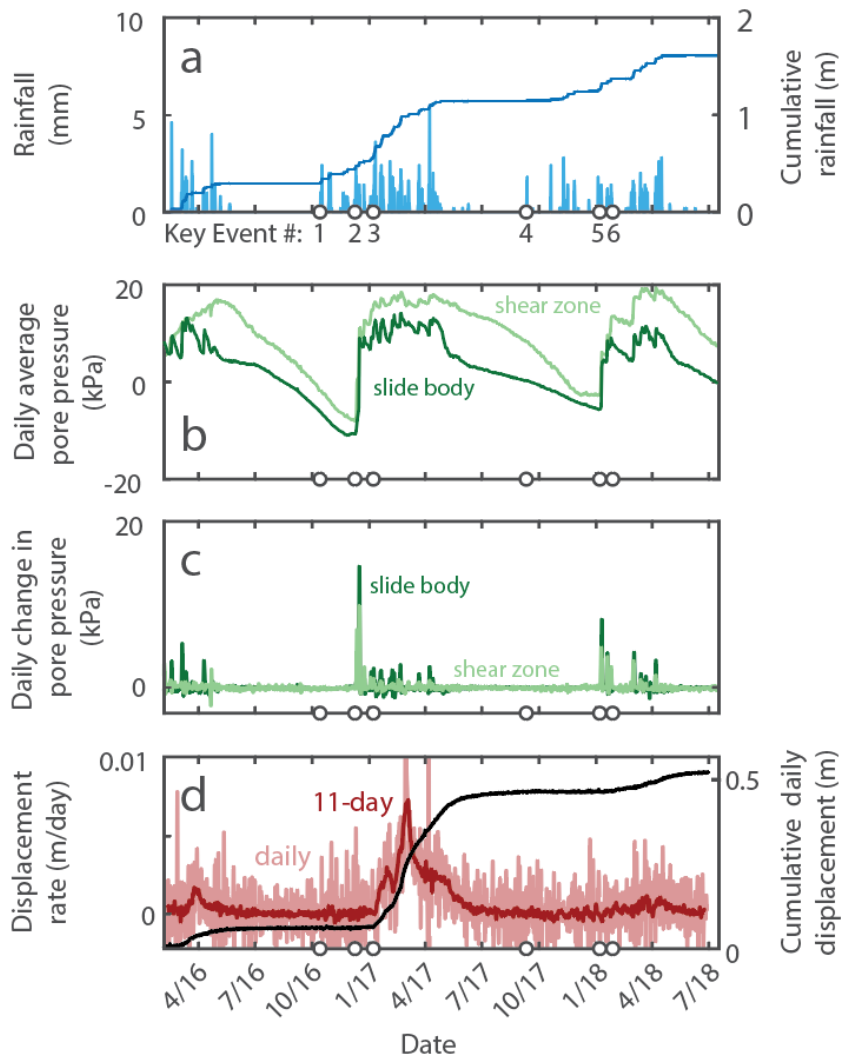 10
5
0
Rainfall
(mm)
a
2
1
0
Cumulative
rainfall (m)
Key Event #: 1 2 3 4 5 6
20
0
-20
Daily average
pore pressure
(kPa)
b
shear zone
slide body
20
0
Daily change in
pore pressure
(kPa)
c
slide body
shear zone
0.01
0
Displacement
rate (m/day)
d
11-day
daily
0.5
0
Cumulative daily
displacement (m)
4/16 7/16 10/16 1/17 4/17 7/17 10/17 1/18 4/18 7/18
Date